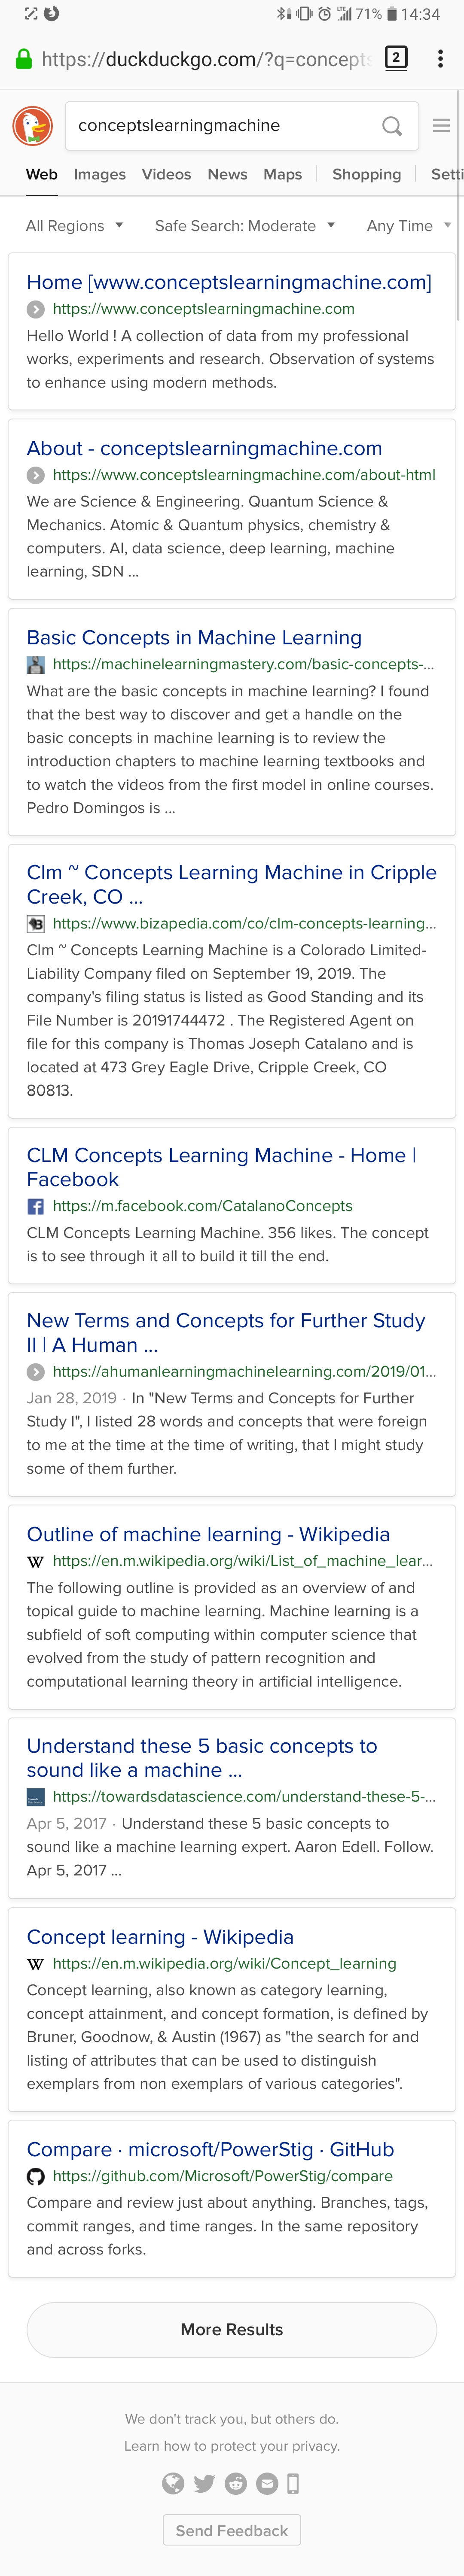 71% 14:34
https://duckduckgo.com/?q=concepts
2
conceptslearningmachine
Web Images Videos News Maps Shopping Setti
All Regions Safe Search: Moderate Any Time
Home [www.conceptslearningmachine.com]
https://www.conceptslearningmachine.com
Hello World ! A collection of data from my professional
works, experiments and research. Observation of systems
to enhance using modern methods.
About - conceptslearningmachine.com
https://www.conceptslearningmachine.com/about-html
We are Science & Engineering. Quantum Science &
Mechanics. Atomic & Quantum physics, chemistry &
computers. AI, data science, deep learning, machine
learning, SDN ...
Basic Concepts in Machine Learning
https://machinelearningmastery.com/basic-concepts-...
What are the basic concepts in machine learning? I found
that the best way to discover and get a handle on the
basic concepts in machine learning is to review the
introduction chapters to machine learning textbooks and
to watch the videos from the first model in online courses.
Pedro Domingos is ...
Clm ~ Concepts Learning Machine in Cripple
Creek, CO ...
https://www.bizapedia.com/co/clm-concepts-learning...
Clm ~ Concepts Learning Machine is a Colorado Limited-
Liability Company filed on September 19, 2019. The
company's filing status is listed as Good Standing and its
File Number is 20191744472 . The Registered Agent on
file for this company is Thomas Joseph Catalano and is
located at 473 Grey Eagle Drive, Cripple Creek, CO
80813.
CLM Concepts Learning Machine - Home |
Facebook
https://m.facebook.com/CatalanoConcepts
CLM Concepts Learning Machine. 356 likes. The concept
is to see through it all to build it till the end.
New Terms and Concepts for Further Study
II | A Human ...
https://ahumanlearningmachinelearning.com/2019/01...
Jan 28, 2019 · In "New Terms and Concepts for Further
Study I", I listed 28 words and concepts that were foreign
to me at the time at the time of writing, that I might study
some of them further.
Outline of machine learning - Wikipedia
https://en.m.wikipedia.org/wiki/List_of_machine_lear...
The following outline is provided as an overview of and
topical guide to machine learning. Machine learning is a
subfield of soft computing within computer science that
evolved from the study of pattern recognition and
computational learning theory in artificial intelligence.
Understand these 5 basic concepts to
sound like a machine ...
https://towardsdatascience.com/understand-these-5-...
Apr 5, 2017 · Understand these 5 basic concepts to
sound like a machine learning expert. Aaron Edell. Follow.
Apr 5, 2017 ...
Concept learning - Wikipedia
https://en.m.wikipedia.org/wiki/Concept_learning
Concept learning, also known as category learning,
concept attainment, and concept formation, is defined by
Bruner, Goodnow, & Austin (1967) as "the search for and
listing of attributes that can be used to distinguish
exemplars from non exemplars of various categories".
Compare · microsoft/PowerStig · GitHub
https://github.com/Microsoft/PowerStig/compare
Compare and review just about anything. Branches, tags,
commit ranges, and time ranges. In the same repository
and across forks.
More Results
We don't track you, but others do.
Learn how to protect your privacy.
Send Feedback